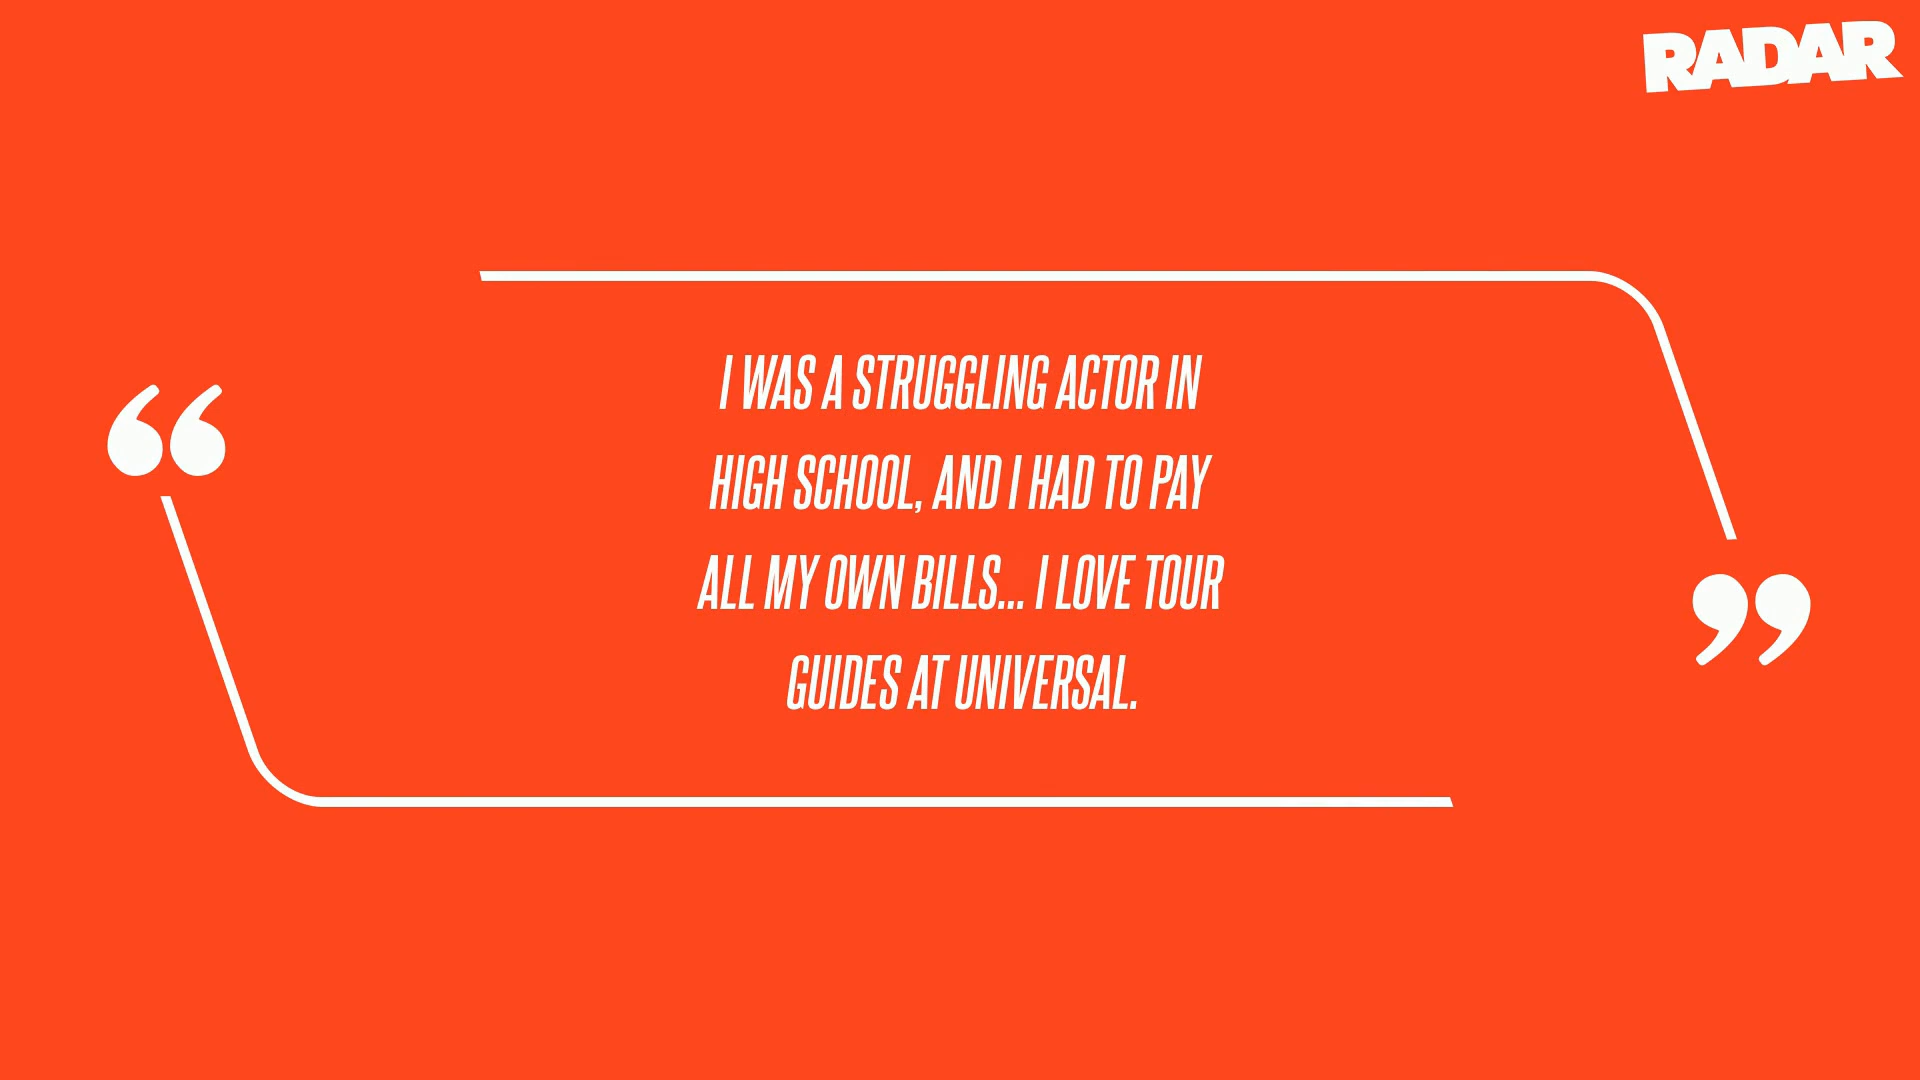 RADAR
I WAS A STRUGGLING ACTOR IN
HIGH SCHOOL, AND I HAD TO PAY
ALL MY OWN BILLS... I LOVE TOUR
GUIDES AT UNIVERSAL.